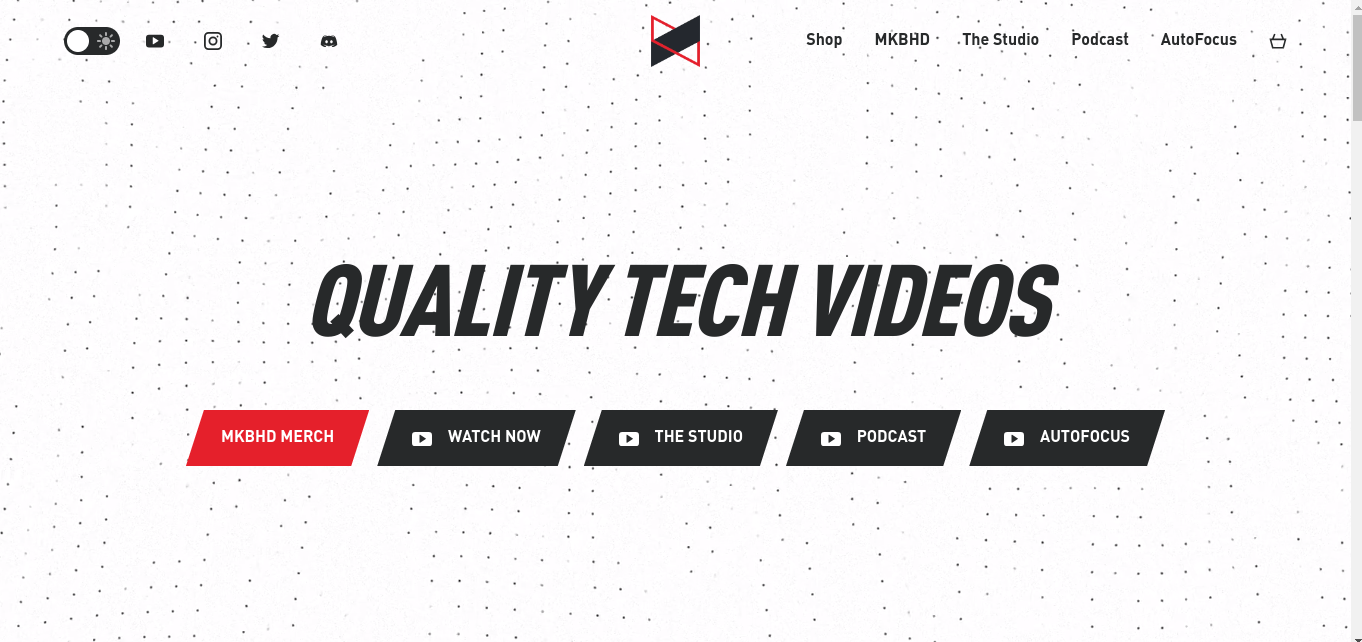 Shop MKBHD The Studio Podcast AutoFocus
QUALITY TECH VIDEOS
MKBHD MERCH WATCH NOW THE STUDIO PODCAST AUTOFOCUS